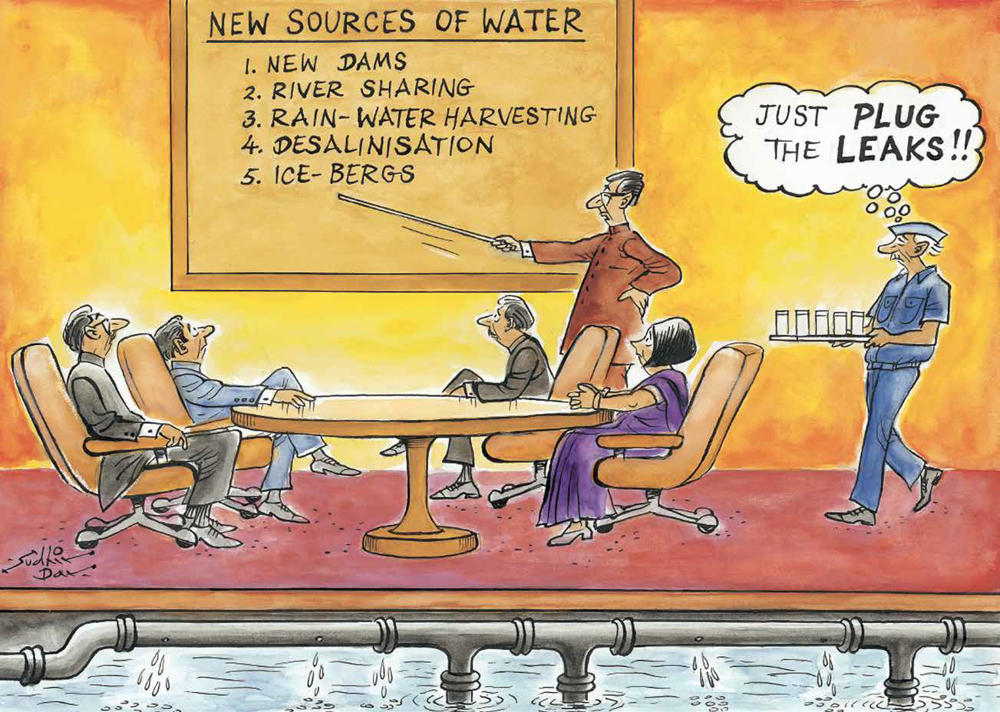 NEW SOURCES OF WATER
1. NEW DAMS
2. RIVER SHARING
3. RAIN-WATER HARVESTING
4. DESALINISATION
5. ICE-BERGS
JUST PLUG
THE LEAKS!!
Sudhir
Dar